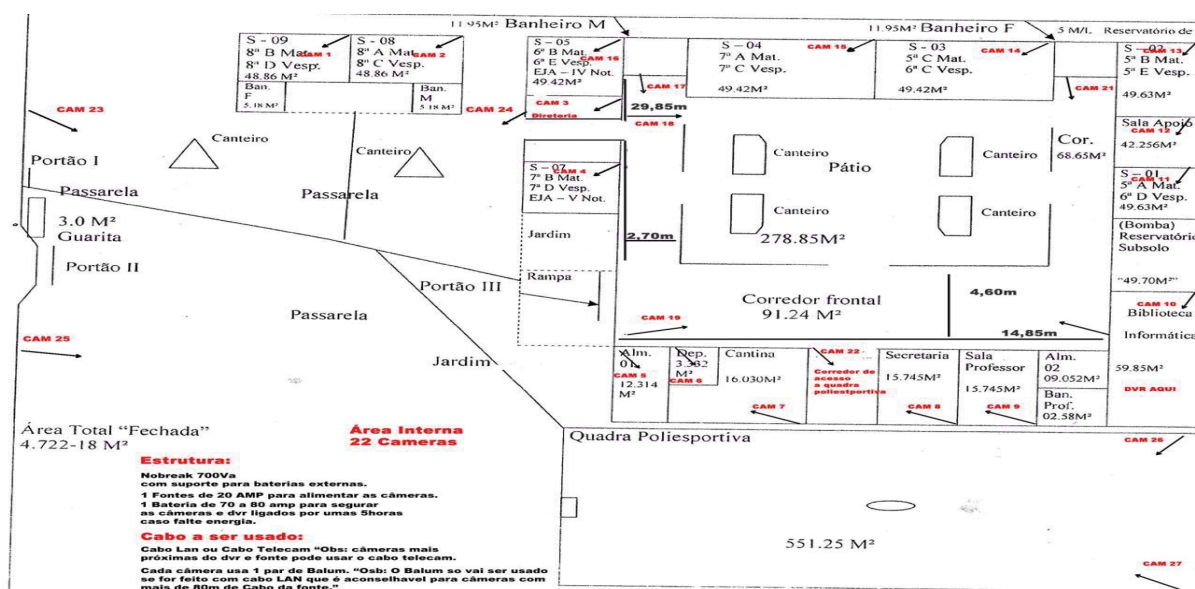 11.95M² Banheiro M
11.95M² Banheiro F
5 M/L Reservatório de
S - 09
8ª B Mat.
8ª D Vesp.
48.86 M²
CAM 1
S - 08
8ª A Mat.
8ª C Vesp.
48.86 M²
CAM 2
S - 05
6ª B Mat.
6ª E Vesp.
EJA – IV Not.
49.42M²
CAM 16
S – 04
7ª A Mat.
7ª C Vesp.
49.42M²
CAM 15
S - 03
5ª C Mat.
6ª C Vesp.
49.42M²
CAM 14
S – 02
5ª B Mat.
5ª E Vesp.
49.63M²
CAM 13
Ban.
F
5.18 M²
Ban.
M
5.18 M²
CAM 23
CAM 24
CAM 3
Diretoria
CAM 17
29,85m
CAM 18
CAM 21
Sala Apoio
CAM 12
42.256M²
Canteiro
Canteiro
Canteiro
Pátio
Canteiro
Cor.
68.65M²
Portão I
Passarela
Passarela
S - 07
7ª B Mat.
7ª D Vesp.
EJA – V Not.
CAM 4
CAM 11
S – 01
5ª A Mat.
6ª D Vesp.
49.63M²
3.0 M²
Guarita
Portão II
Jardim
2,70m
Canteiro
278.85M²
Canteiro
(Bomba)
Reservatório
Subsolo
"49.70M²"
Rampa
Portão III
Passarela
Corredor frontal
91.24 M²
4,60m
14,85m
CAM 10
Biblioteca
Informática
CAM 25
CAM 19
Jardim
Alm.
01
CAM 5
12.314
M²
Dep.
3.332
M²
CAM 6
Cantina
16.030M²
CAM 7
CAM 22
Corredor de
acesso
a quadra
poliestportiva
Secretaria
15.745M²
CAM 8
Sala
Professor
15.745M²
CAM 9
Alm.
02
09.052M²
Ban.
Prof.
02.58M²
59.85M²
DVR AQUI
Área Total “Fechada”
4.722-18 M²
Área Interna
22 Cameras
Quadra Poliesportiva
CAM 26
551.25 M²
CAM 27
Estrutura:
Nobreak 700Va
com suporte para baterias externas.
1 Fontes de 20 AMP para alimentar as câmeras.
1 Bateria de 70 a 80 amp para segurar
as câmeras e dvr ligados por umas 5horas
caso falte energia.
Cabo a ser usado:
Cabo Lan ou Cabo Telecam “Obs: câmeras mais
próximas do dvr e fonte pode usar o cabo telecam.
Cada câmera usa 1 par de Balum. “Osb: O Balum so vai ser usado
se for feito com cabo LAN que é aconselhavel para câmeras com
mais de 80m de Cabo da fonte.”